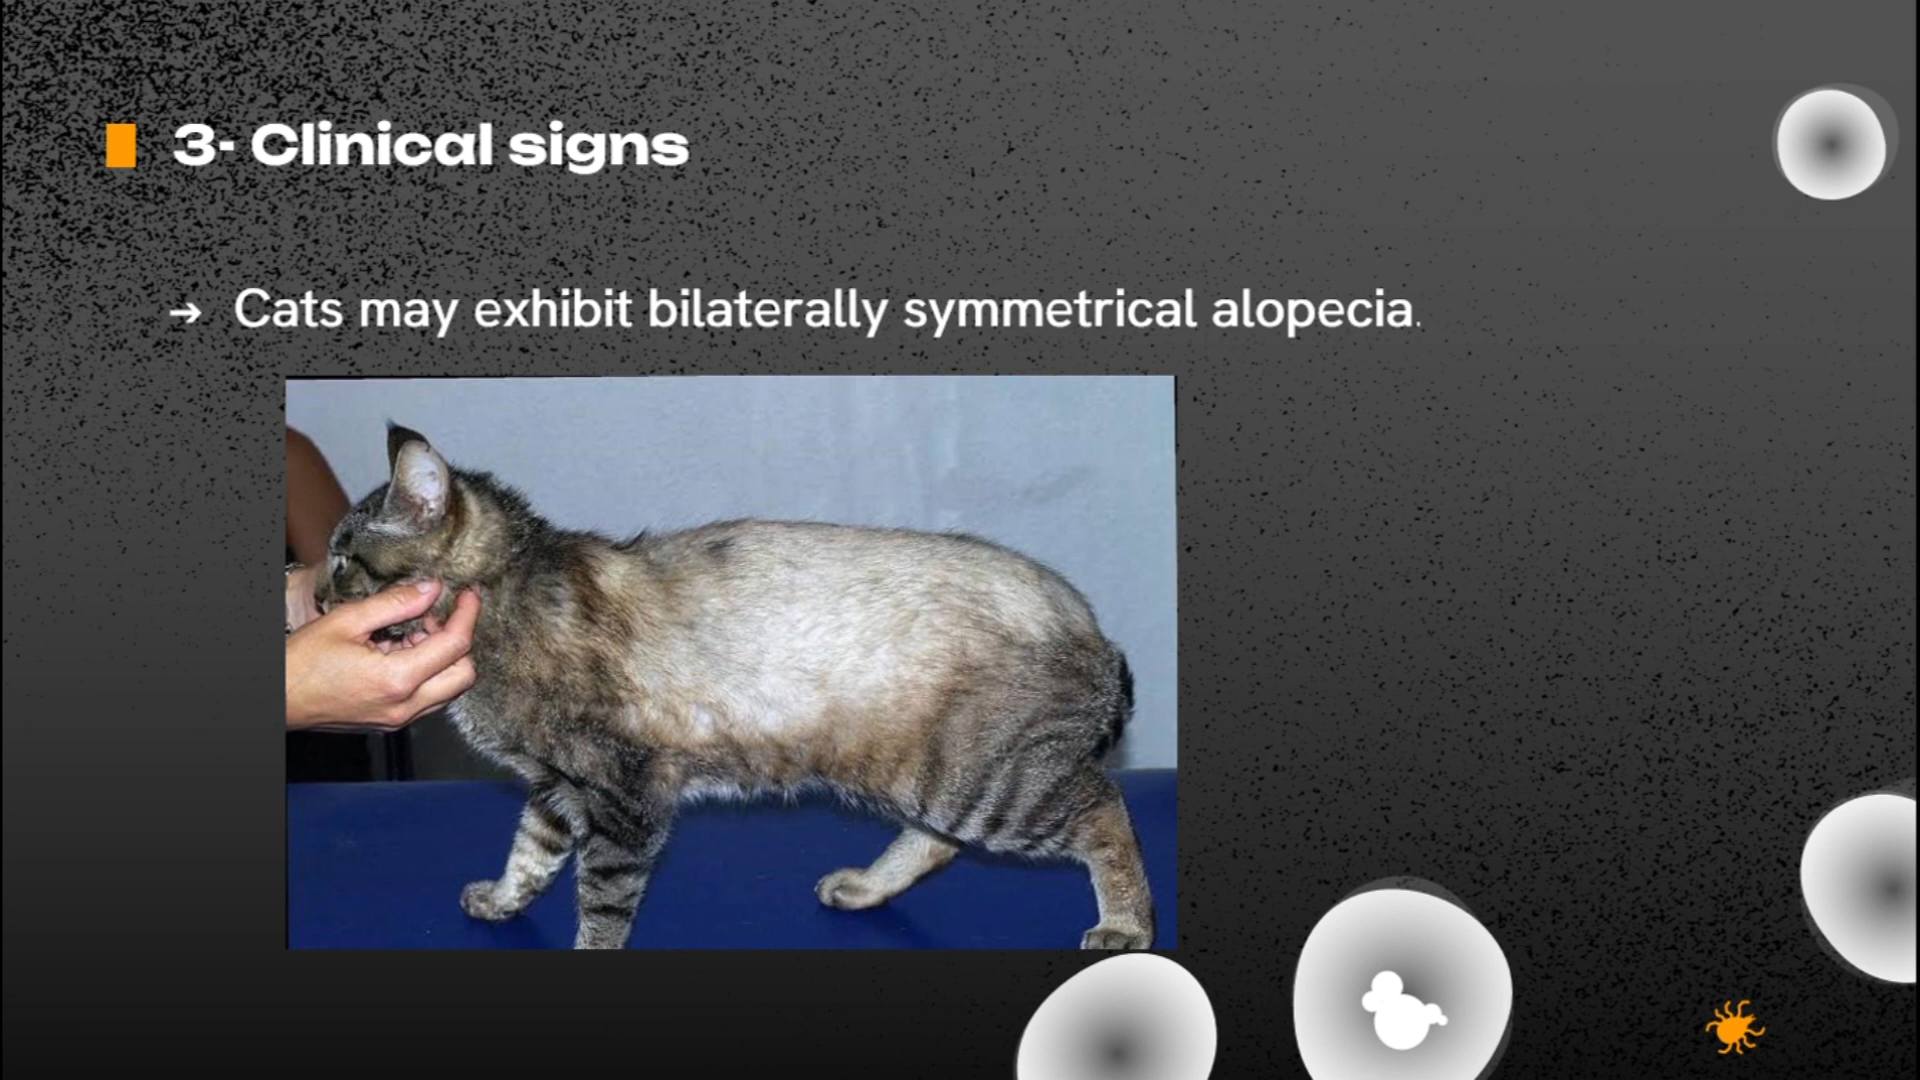 3- Clinical signs
→ Cats may exhibit bilaterally symmetrical alopecia.